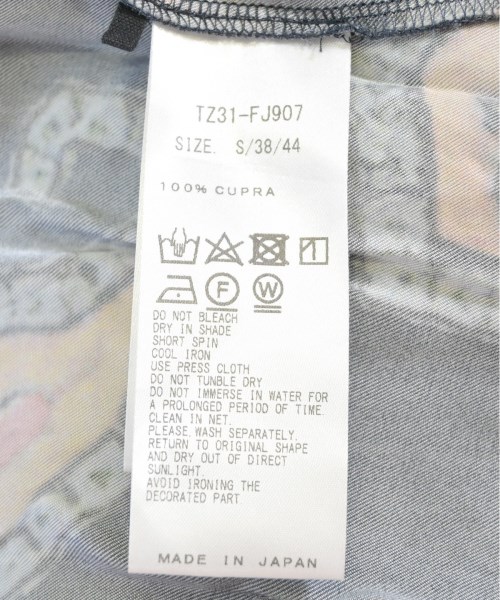 TZ31-FJ907
SIZE. S/38/44
100% CUPRA
F W
DO NOT BLEACH
DRY IN SHADE
SHORT SPIN
COOL IRON
USE PRESS CLOTH
DO NOT TUNBLE DRY
DO NOT IMMERSE IN WATER FOR
A PROLONGED PERIOD OF TIME.
CLEAN IN NET.
PLEASE WASH SEPARATELY.
RETURN TO ORIGINAL SHAPE
AND DRY OUT OF DIRECT
SUNLIGHT.
AVOID IRONING THE
DECORATED PART
MADE IN JAPAN